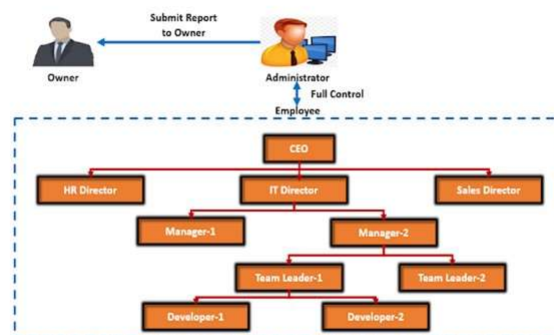 Submit Report
to Owner
Owner
Administrator
Full Control
Employee
CEO
HR Director
IT Director
Sales Director
Manager-1
Manager-2
Team Leader-1
Team Leader-2
Developer-1
Developer-2